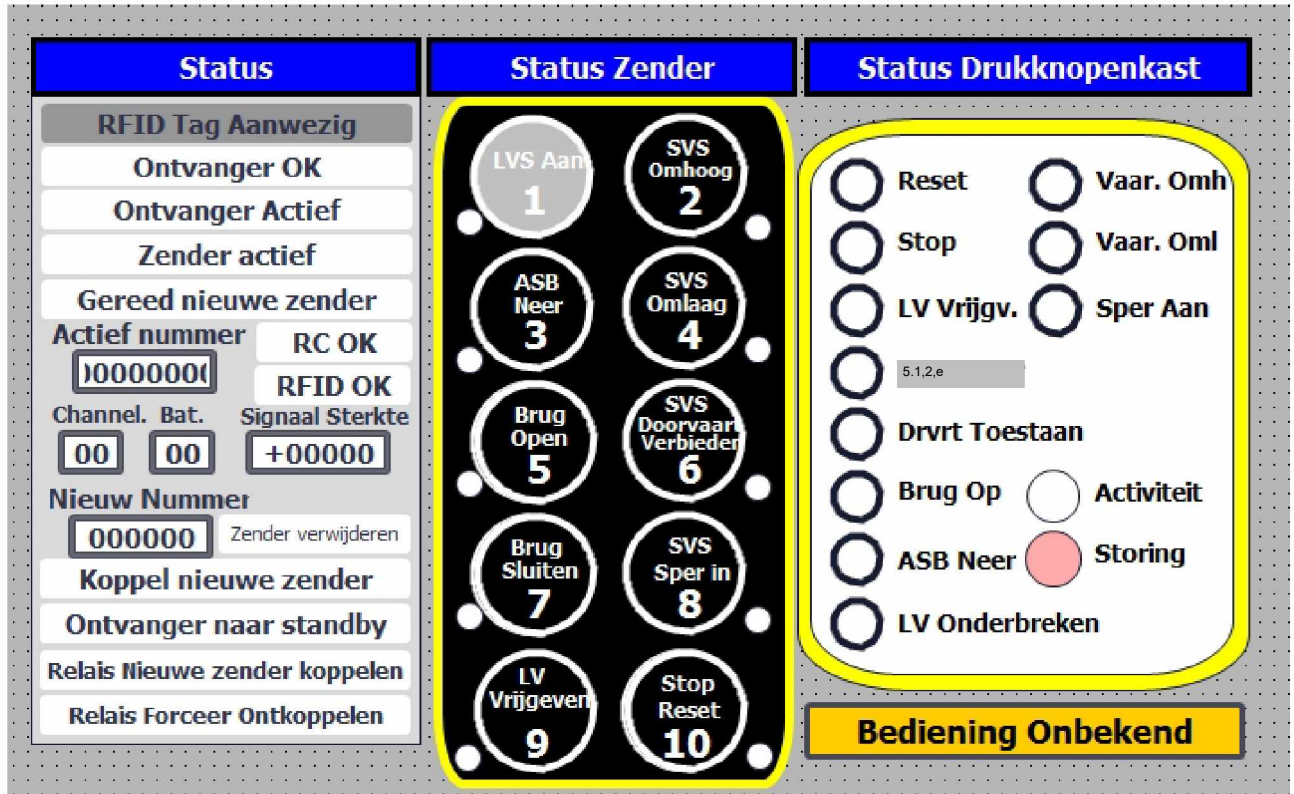 Status
RFID Tag Aanwezig
Ontvanger OK
Ontvanger Actief
Zender actief
Gereed nieuwe zender
Actief nummer
RC OK
RFID OK
Channel. Bat. Signaal Sterkte
00 00 +00000
Nieuw Nummer
000000 Zender verwijderen
Koppel nieuwe zender
Ontvanger naar standby
Relais Nieuwe zender koppelen
Relais Forceer Ontkoppelen
Status Zender
LVS Aan
1
SVS
Omhoog
2
ASB
Neer
3
SVS
Omlaag
4
Brug
Open
5
SVS
Doorvaart
Verbieden
6
Brug
Sluiten
7
SVS
Sper in
8
LV
Vrijgeven
9
Stop
Reset
10
Status Drukknopenkast
Reset Vaar. Omh
Stop Vaar. Oml
LV Vrijgv. Sper Aan
5.1,2,e
Drvrt Toestaan
Brug Op Activiteit
ASB Neer Storing
LV Onderbreken
Bediening Onbekend